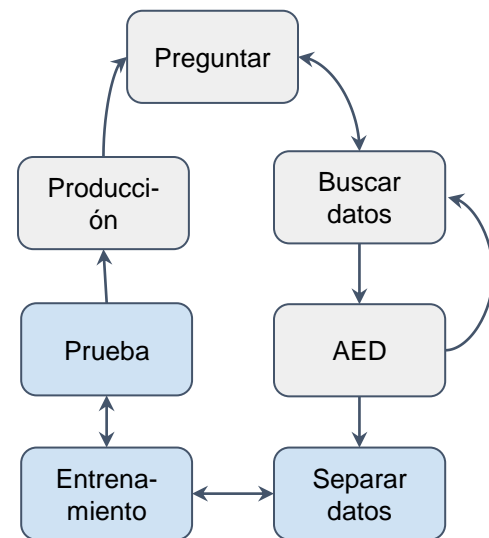 Preguntar
Buscar
datos
AED
Separar
datos
Entrena-
miento
Prueba
Producci-
ón